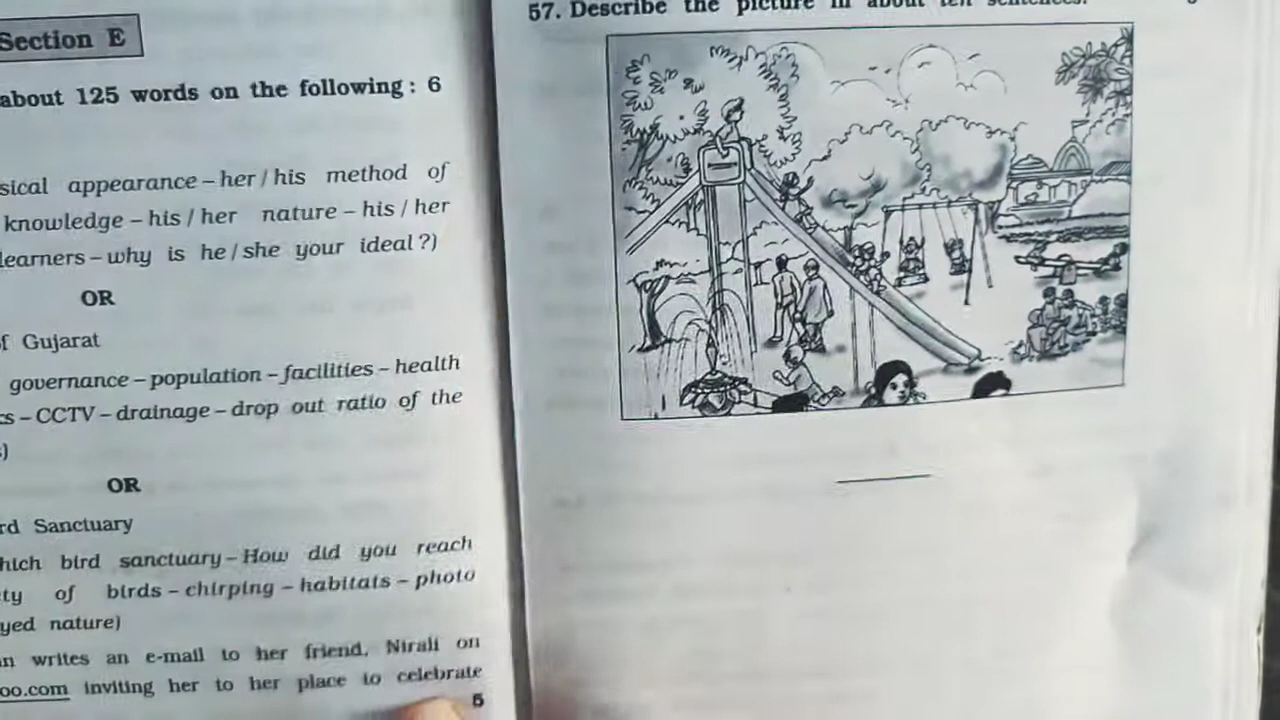 Section E
about 125 words on the following : 6
sical appearance – her / his method of
knowledge – his / her nature – his / her
learners – why is he / she your ideal ?)
OR
f Gujarat
governance – population – facilities – health
cs – CCTV – drainage – drop out ratio of the
)
OR
rd Sanctuary
hich bird sanctuary – How did you reach
ty of birds – chirping – habitats – photo
yed nature)
n writes an e-mail to her friend, Nirali on
oo.com inviting her to her place to celebrate
5
57. Describe the picture in about ten sentences.